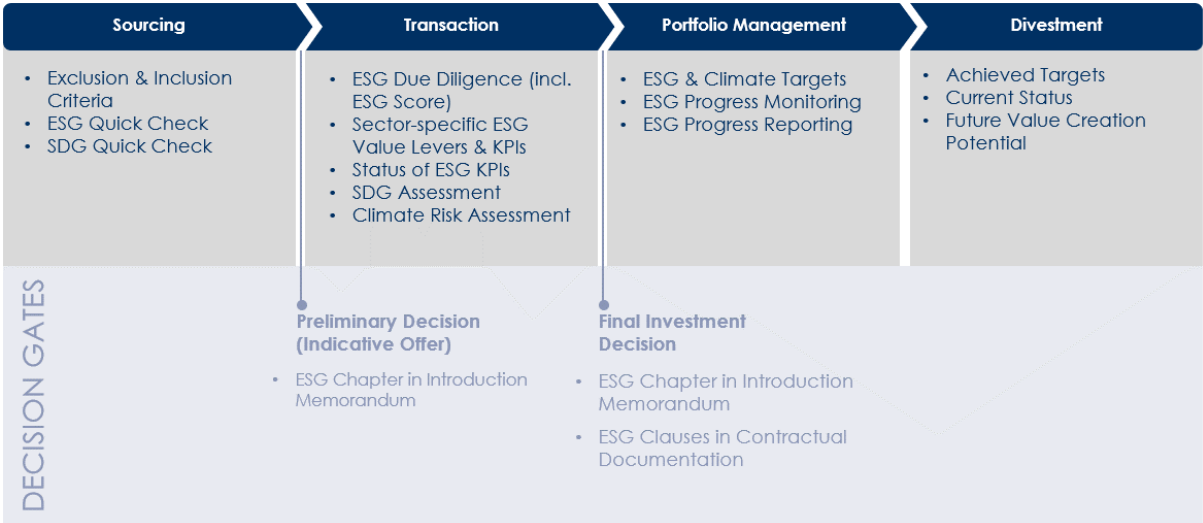 Sourcing
Transaction
Portfolio Management
Divestment
• Exclusion & Inclusion
Criteria
• ESG Quick Check
• SDG Quick Check
• ESG Due Diligence (incl.
ESG Score)
• Sector-specific ESG
Value Levers & KPIs
• Status of ESG KPIs
• SDG Assessment
• Climate Risk Assessment
• ESG & Climate Targets
• ESG Progress Monitoring
• ESG Progress Reporting
• Achieved Targets
• Current Status
• Future Value Creation
Potential
DECISION GATES
Preliminary Decision
(Indicative Offer)
• ESG Chapter in Introduction
Memorandum
Final Investment
Decision
• ESG Chapter in Introduction
Memorandum
• ESG Clauses in Contractual
Documentation